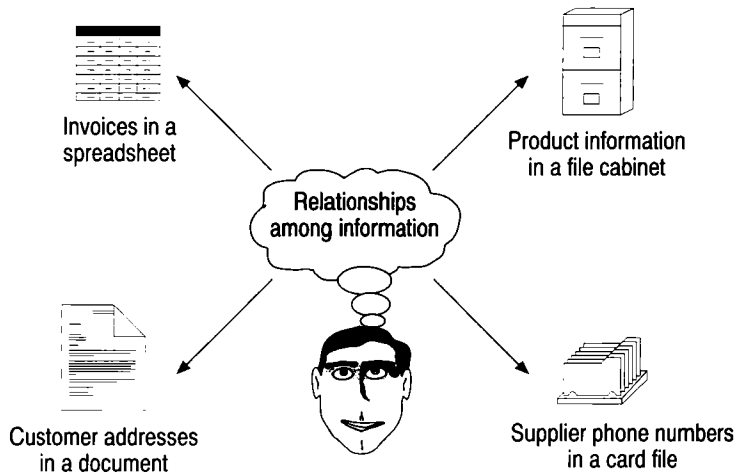 Invoices in a
spreadsheet
Product information
in a file cabinet
Relationships
among information
Customer addresses
in a document
Supplier phone numbers
in a card file